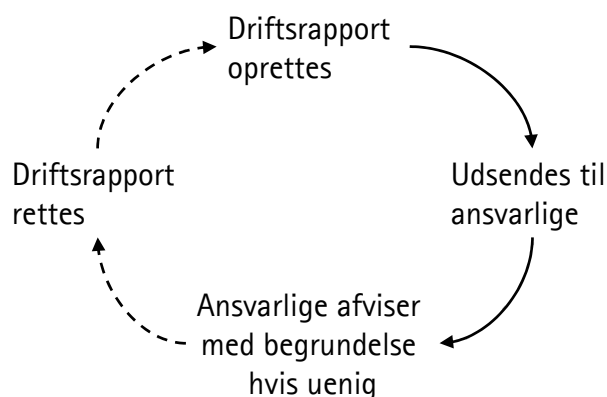 Driftsrapport
oprettes
Udsendes til
ansvarlige
Ansvarlige afviser
med begrundelse
hvis uenig
Driftsrapport
rettes